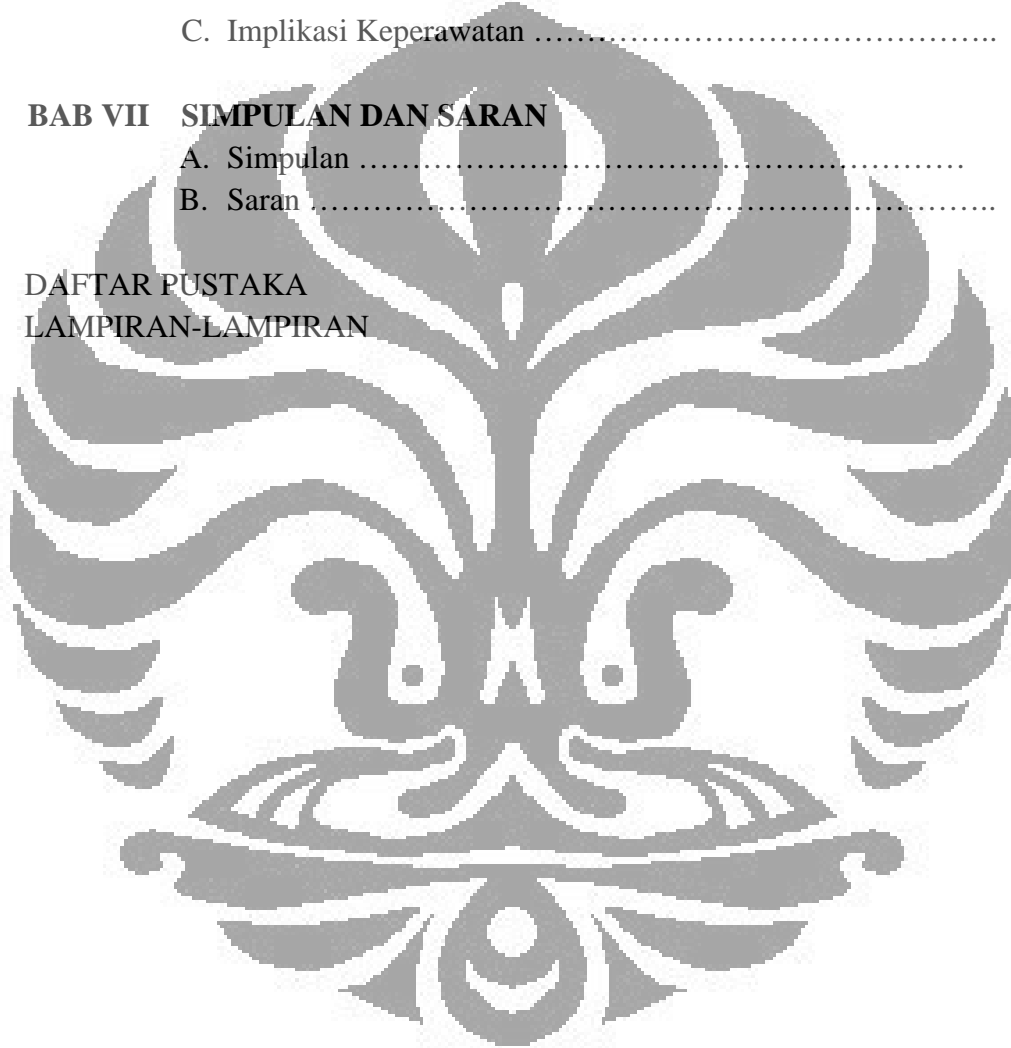 C. Implikasi Keperawatan ……………………………………..
BAB VII SIMPULAN DAN SARAN
A. Simpulan …………………………………………………
B. Saran ………………………………………………………..
DAFTAR PUSTAKA
LAMPIRAN-LAMPIRAN